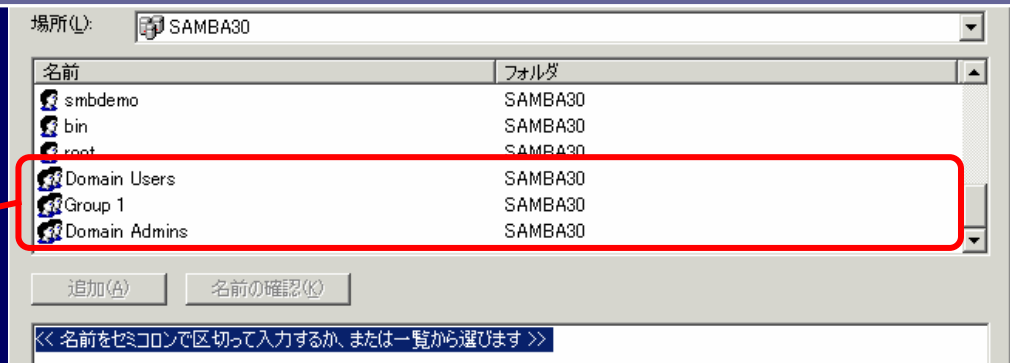 場所(L): SAMBA30
名前 フォルダ
smbdemo SAMBA30
bin SAMBA30
root SAMBA30
Domain Users SAMBA30
Group 1 SAMBA30
Domain Admins SAMBA30
追加(A) 名前の確認(K)
<< 名前をセミコロンで区切って入力するか、または一覧から選びます >>